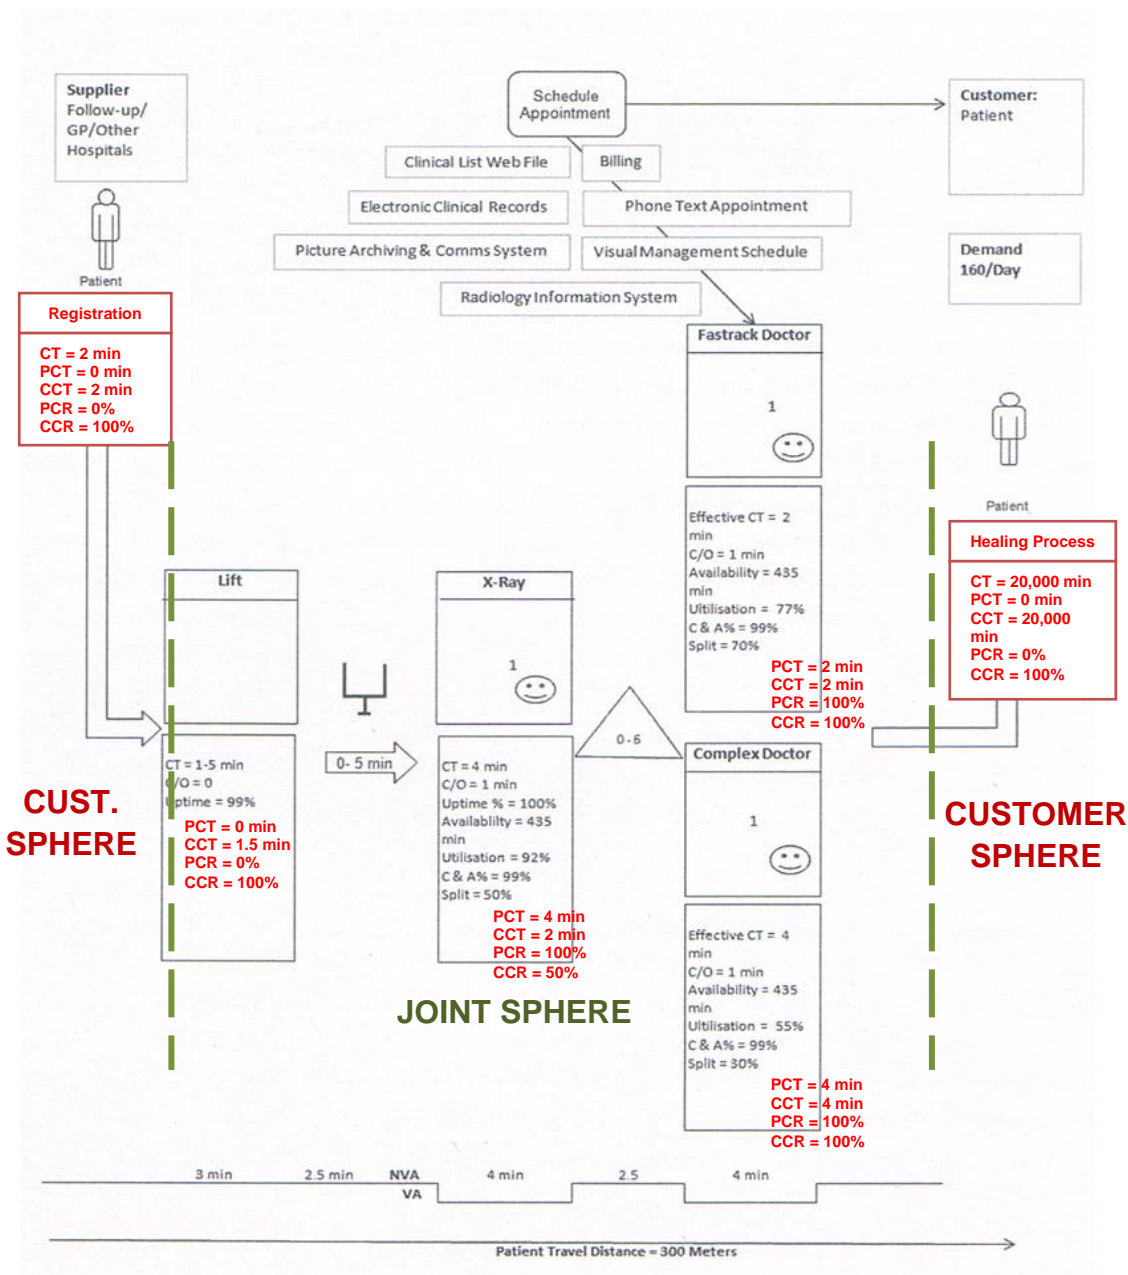 Supplier
Follow-up/
GP/Other
Hospitals
Patient
Schedule
Appointment
Customer:
Patient
Clinical List Web File
Billing
Electronic Clinical Records
Phone Text Appointment
Picture Archiving & Comms System
Visual Management Schedule
Radiology Information System
Demand
160/Day
Registration
CT = 2 min
PCT = 0 min
CCT = 2 min
PCR = 0%
CCR = 100%
Fastrack Doctor
1
Effective CT = 2
min
C/O = 1 min
Availability = 435
min
Ultilisation = 77%
C & A% = 99%
Split = 70%
PCT = 2 min
CCT = 2 min
PCR = 100%
CCR = 100%
Patient
Healing Process
CT = 20,000 min
PCT = 0 min
CCT = 20,000
min
PCR = 0%
CCR = 100%
Lift
CT = 1-5 min
C/O = 0
Uptime = 99%
PCT = 0 min
CCT = 1.5 min
PCR = 0%
CCR = 100%
0- 5 min
X-Ray
1
CT = 4 min
C/O = 1 min
Uptime % = 100%
Availablilty = 435
min
Utilisation = 92%
C & A% = 99%
Split = 50%
PCT = 4 min
CCT = 2 min
PCR = 100%
CCR = 50%
0-6
Complex Doctor
1
Effective CT = 4
min
C/O = 1 min
Availability = 435
min
Ultilisation = 55%
C & A% = 99%
Split = 30%
PCT = 4 min
CCT = 4 min
PCR = 100%
CCR = 100%
CUST.
SPHERE
JOINT SPHERE
CUSTOMER
SPHERE
3 min
2.5 min
NVA
VA
4 min
2.5
4 min
Patient Travel Distance = 300 Meters